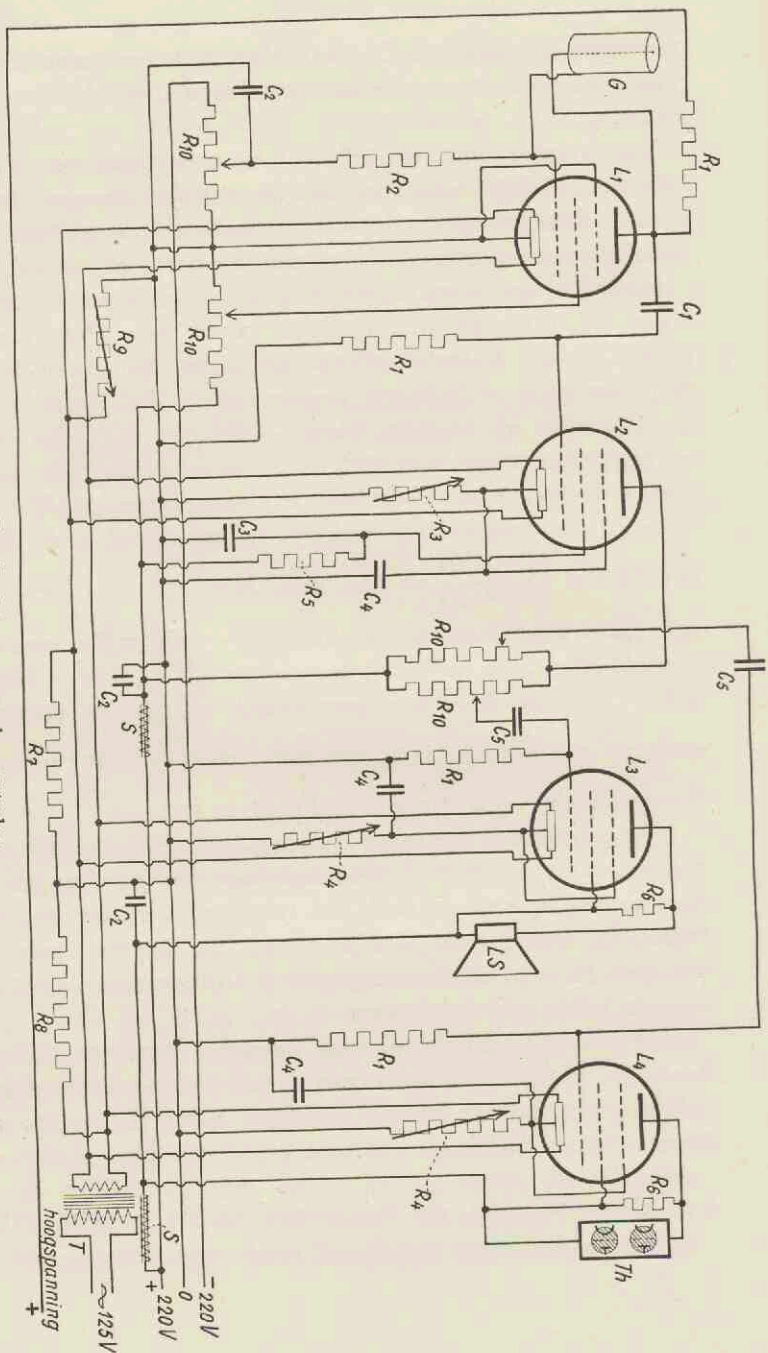 R₁
G
L₁
C₁
L₂
C₅
L₃
L₄
C₂
R₁₀
R₂
R₁₀
R₁
R₉
R₃
C₃
R₅
C₄
R₁₀
R₁₀
C₅
C₂
S
R₁
C₄
R₄
R₆
LS
R₇
C₂
R₈
R₁
C₄
R₄
R₆
Th
S
T
-220V
0
+ 220V
~125V
hoogspanning +